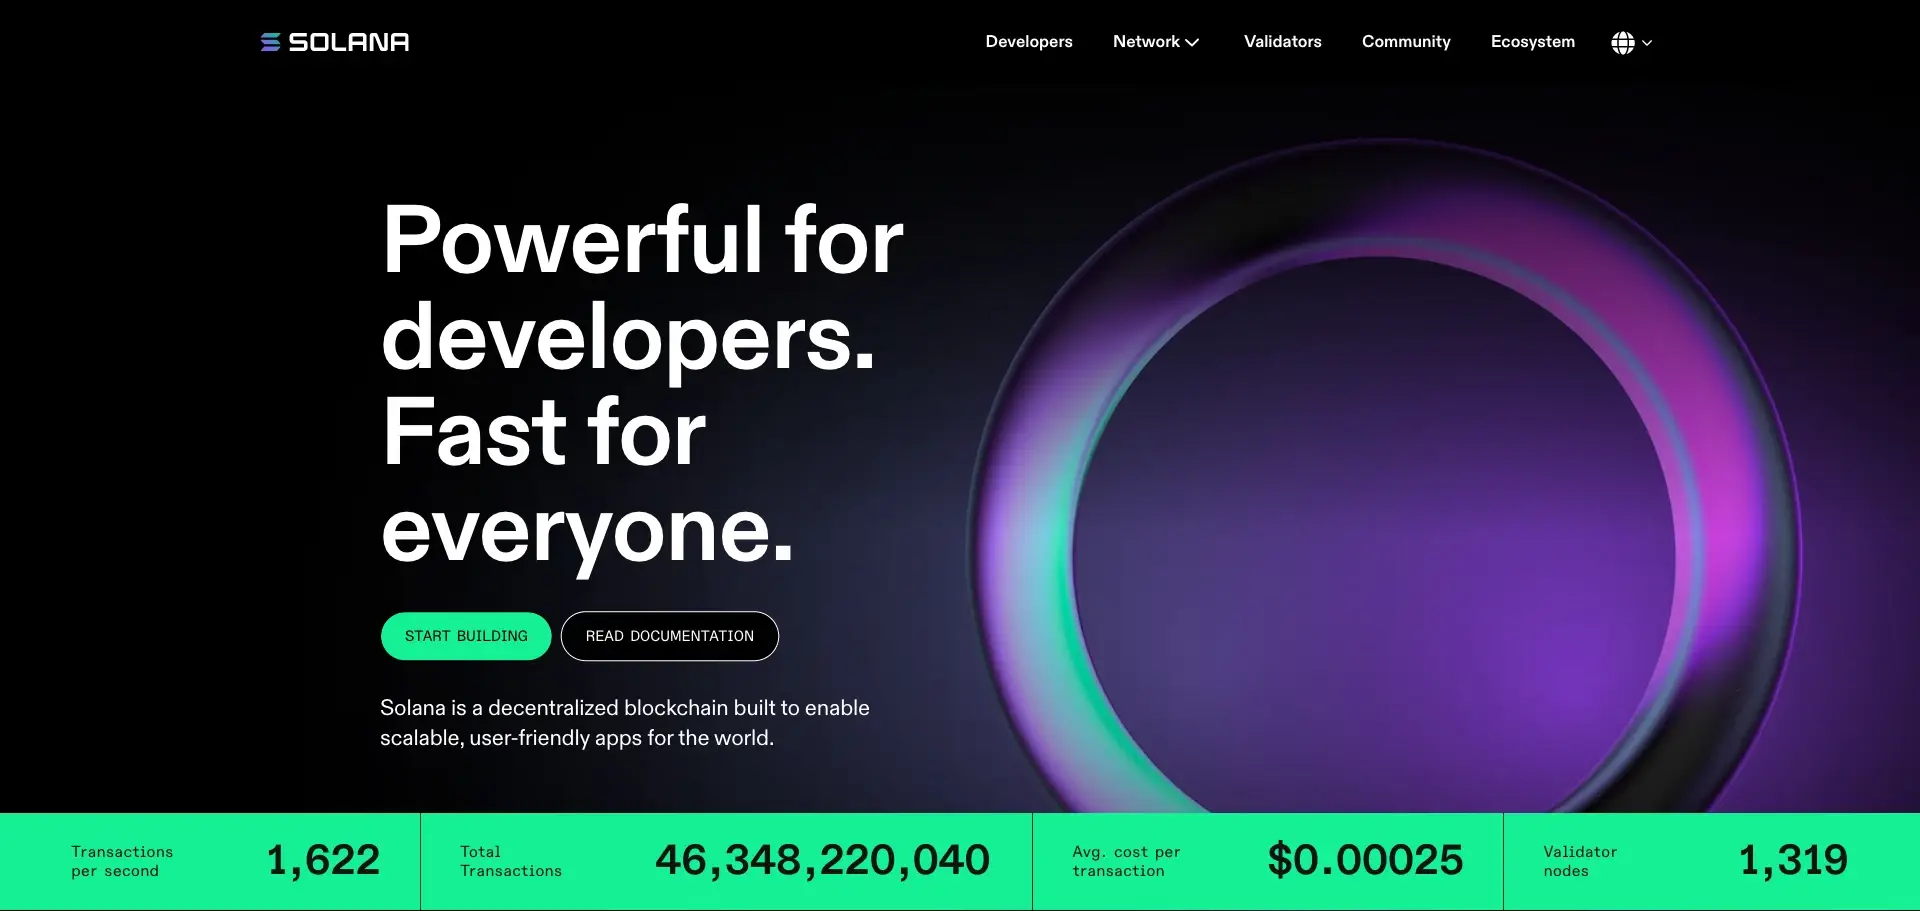 SOLANA
Developers
Network
Validators
Community
Ecosystem
Powerful for
developers.
Fast for
everyone.
START BUILDING
READ DOCUMENTATION
Solana is a decentralized blockchain built to enable
scalable, user-friendly apps for the world.
Transactions
per second
1,622
Total
Transactions
46,348,220,040
Avg. cost per
transaction
$0.00025
Validator
nodes
1,319